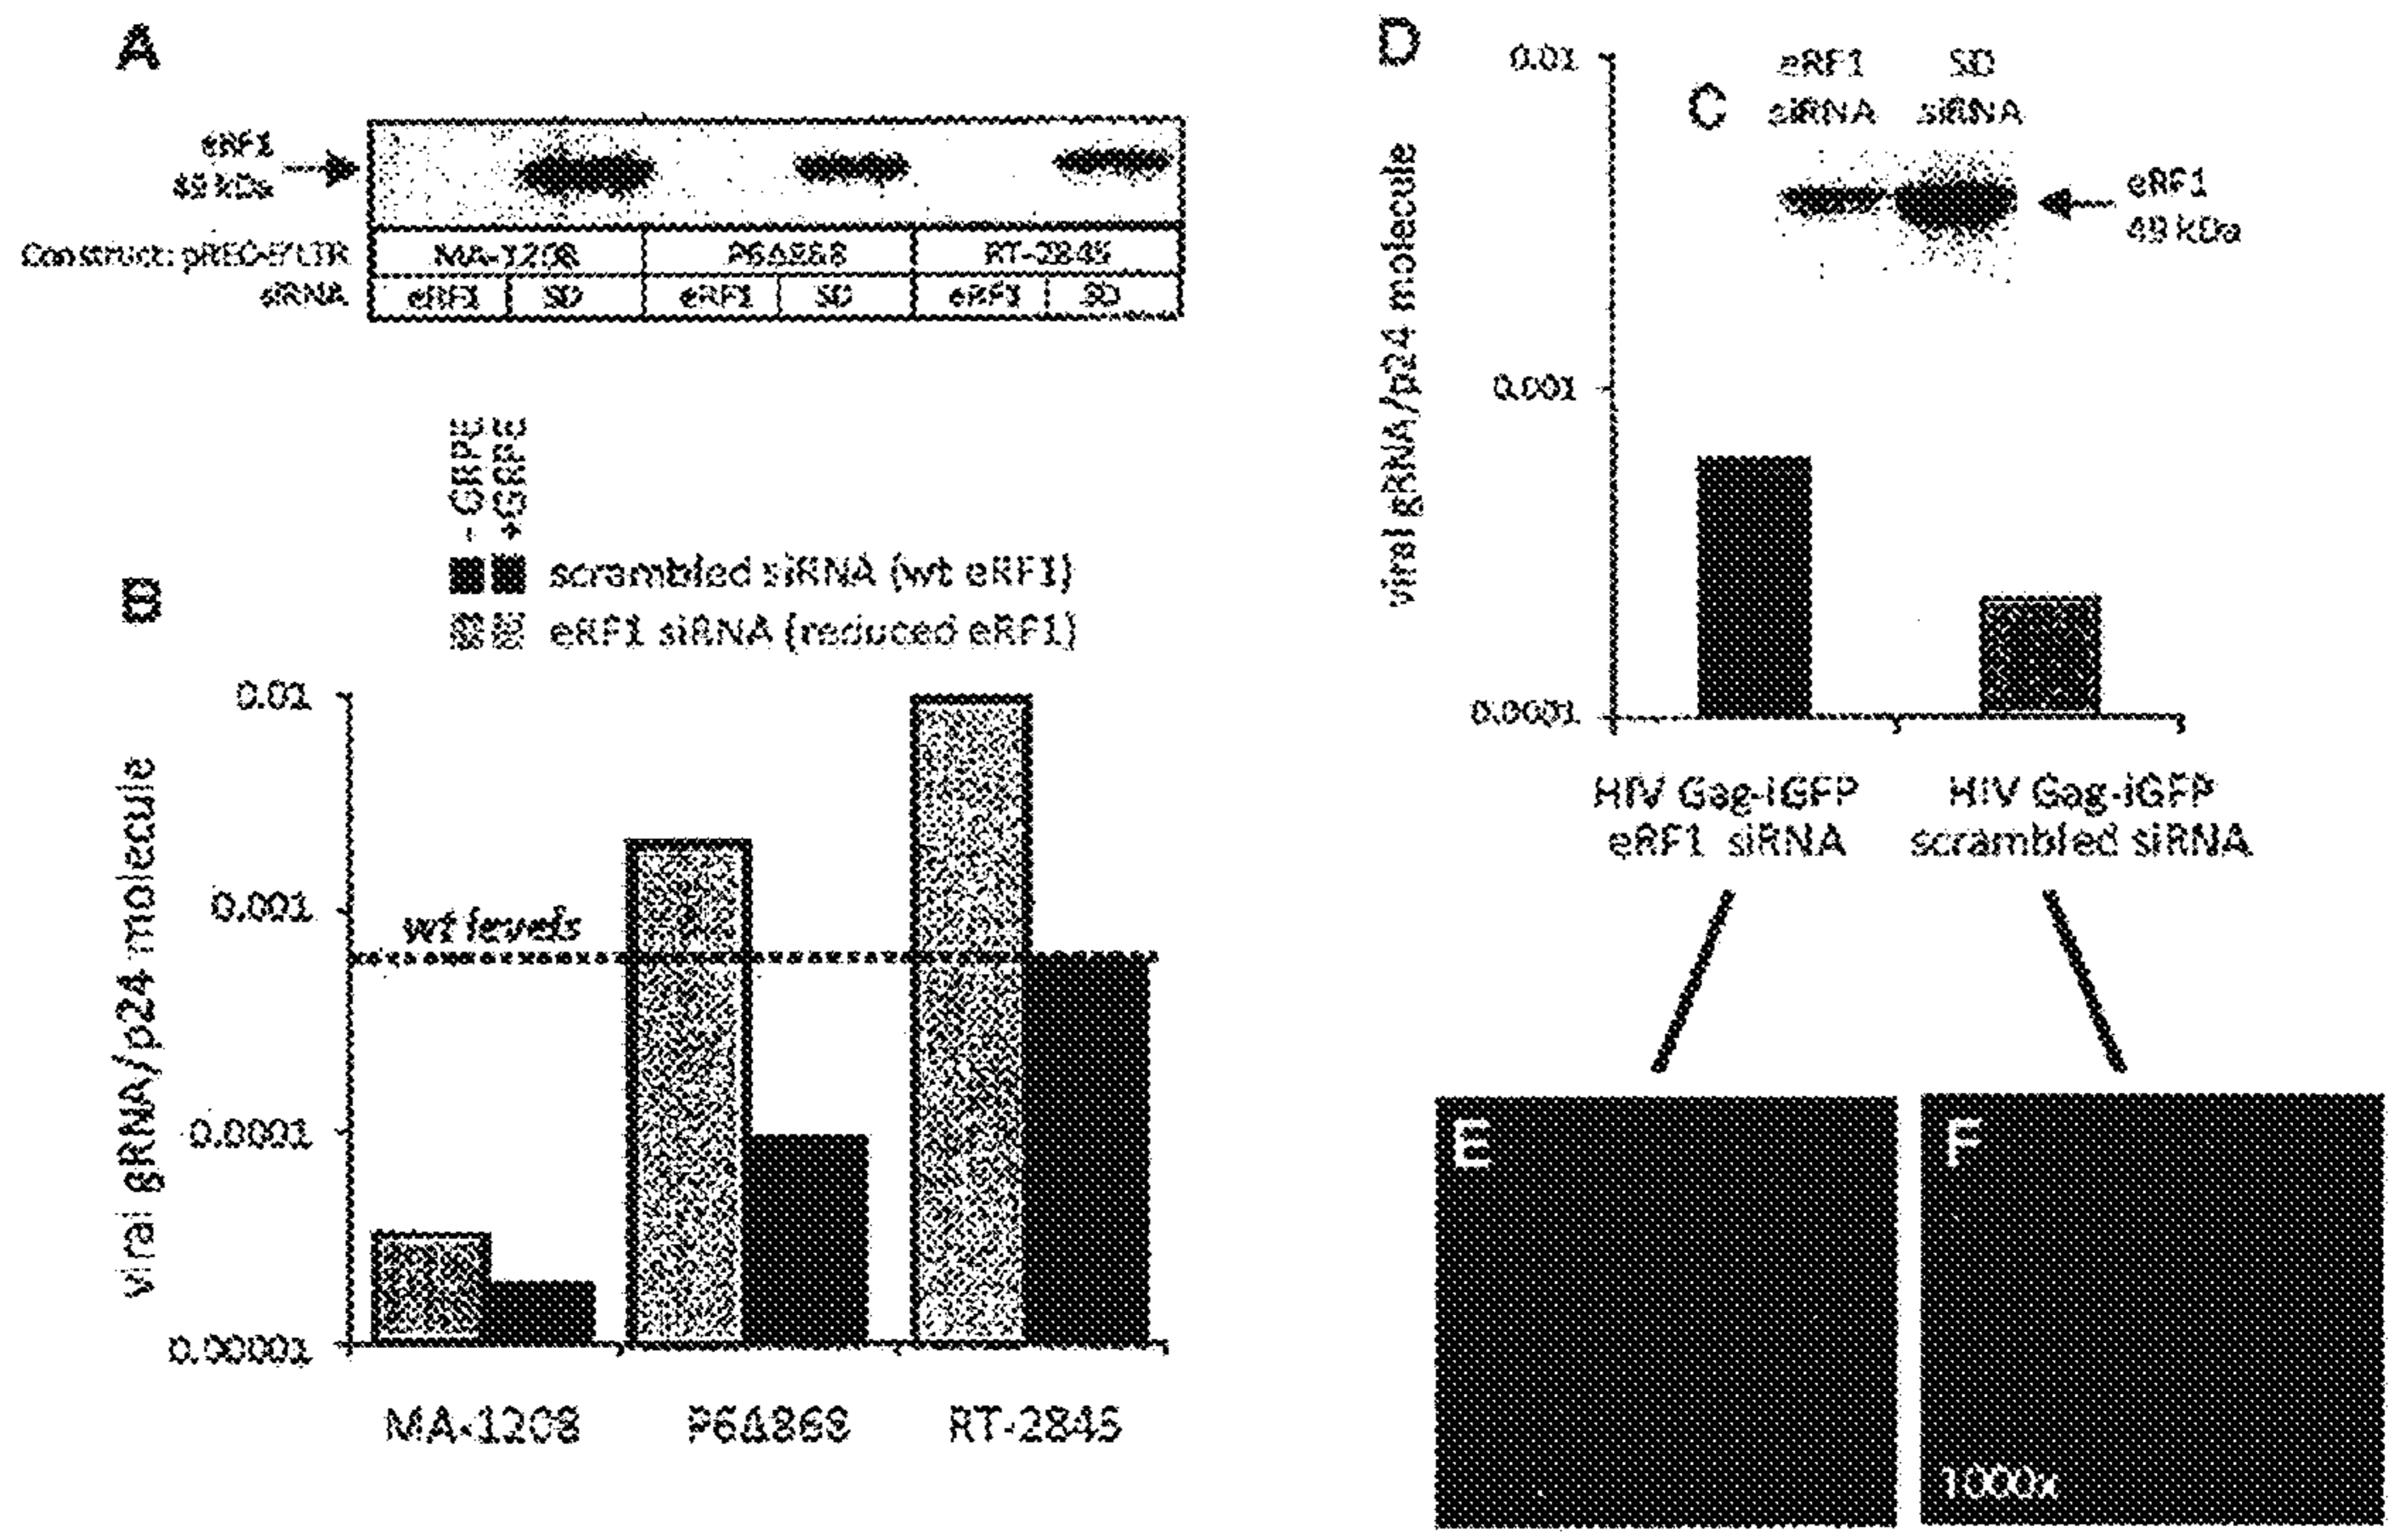 A
eRF1
49 kDa
Construct: pREC-5'LTR
MA-1208 P6Δ868 RT-2845
siRNA
eRF1 SD eRF1 SD eRF1 SD
B
- GRPE
+GRPE
scrambled siRNA (wt eRF1)
eRF1 siRNA (reduced eRF1)
viral gRNA/p24 molecule
0.01
0.001
0.0001
0.00001
wt levels
MA-1208 P6Δ868 RT-2845
D
viral gRNA/p24 molecule
0.01
0.001
0.0001
C
eRF1 SD
siRNA siRNA
eRF1
49 kDa
HIV Gag-iGFP HIV Gag-iGFP
eRF1 siRNA scrambled siRNA
E
F
1000x